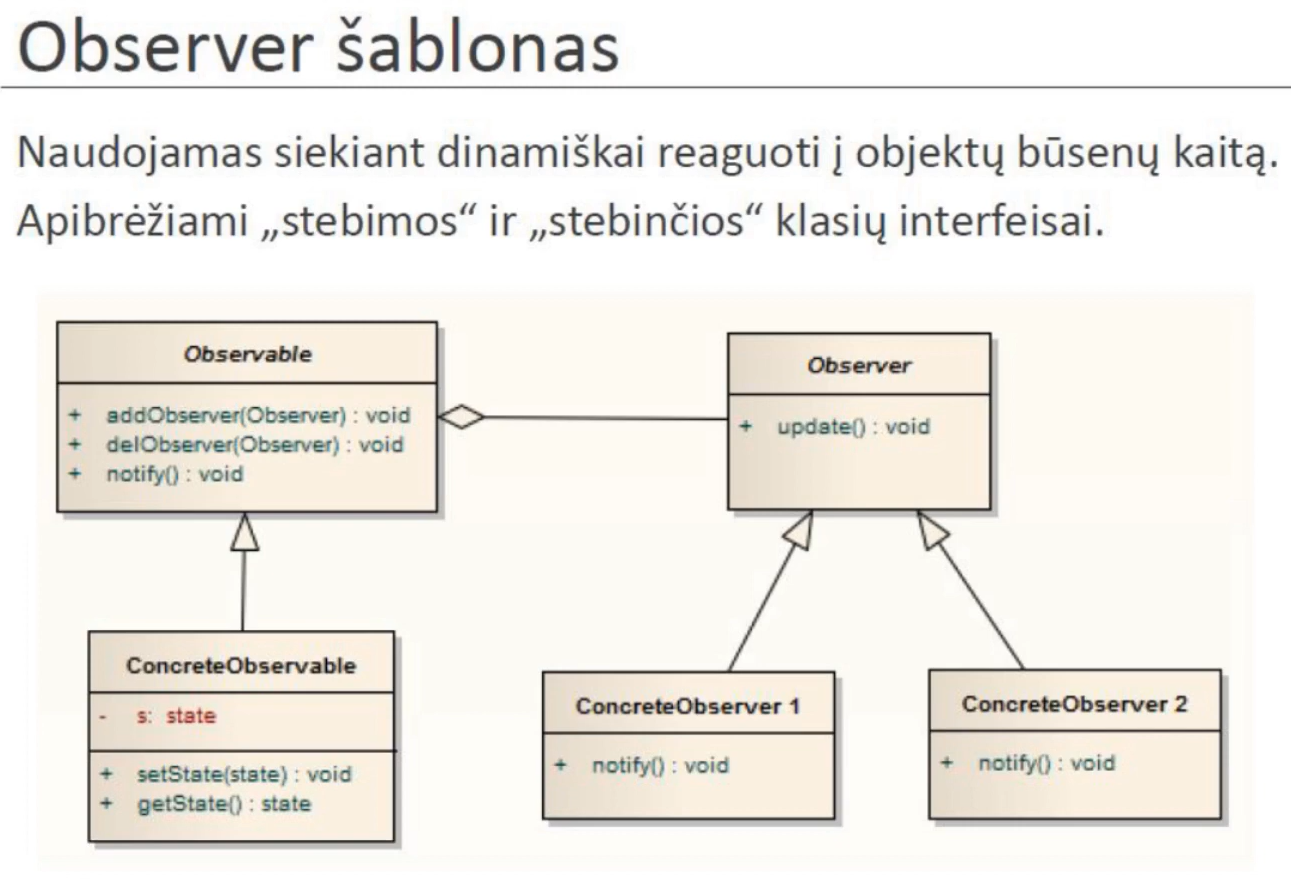 Observer šablonas
Naudojamas siekiant dinamiškai reaguoti į objektų būsenų kaitą.
Apibrėžiami „stebimos“ ir „stebinčios“ klasių interfeisai.
Observable
+ addObserver(Observer) : void
+ delObserver(Observer) : void
+ notify() : void
Observer
+ update() : void
ConcreteObservable
- s: state
+ setState(state) : void
+ getState() : state
ConcreteObserver 1
+ notify() : void
ConcreteObserver 2
+ notify() : void